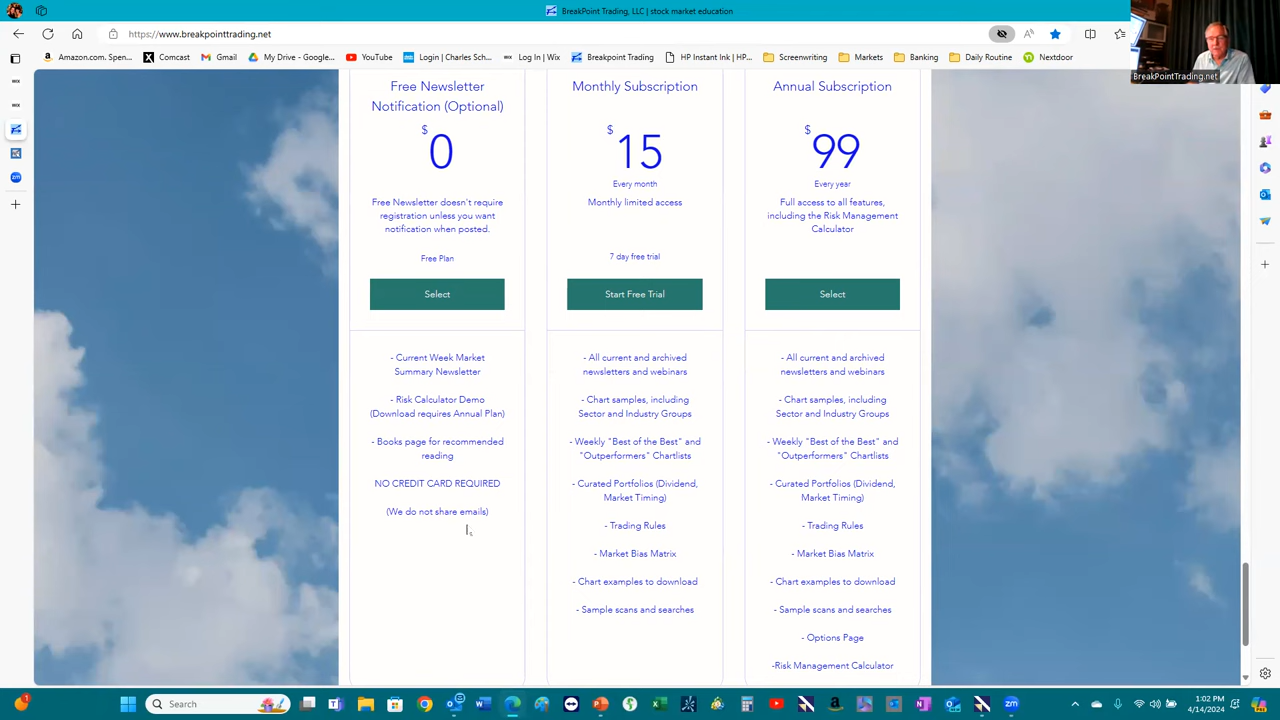 BreakPoint Trading, LLC | stock market education
https://www.breakpointtrading.net
Amazon.com. Spen...
Comcast
Gmail
My Drive - Google...
YouTube
Login | Charles Sch...
Log In | Wix
Breakpoint Trading
HP Instant Ink | HP...
Screenwriting
Markets
Banking
Daily Routine
Nextdoor
BreakPointTrading.net
Free Newsletter
Notification (Optional)
$
0
Free Newsletter doesn't require
registration unless you want
notification when posted.
Free Plan
Select
- Current Week Market
Summary Newsletter
- Risk Calculator Demo
(Download requires Annual Plan)
- Books page for recommended
reading
NO CREDIT CARD REQUIRED
(We do not share emails)
Monthly Subscription
$
15
Every month
Monthly limited access
7 day free trial
Start Free Trial
- All current and archived
newsletters and webinars
- Chart samples, including
Sector and Industry Groups
- Weekly "Best of the Best" and
"Outperformers" Chartlists
- Curated Portfolios (Dividend,
Market Timing)
- Trading Rules
- Market Bias Matrix
- Chart examples to download
- Sample scans and searches
Annual Subscription
$
99
Every year
Full access to all features,
including the Risk Management
Calculator
Select
- All current and archived
newsletters and webinars
- Chart samples, including
Sector and Industry Groups
- Weekly "Best of the Best" and
"Outperformers" Chartlists
- Curated Portfolios (Dividend,
Market Timing)
- Trading Rules
- Market Bias Matrix
- Chart examples to download
- Sample scans and searches
- Options Page
-Risk Management Calculator
Search
1:02 PM
4/14/2024